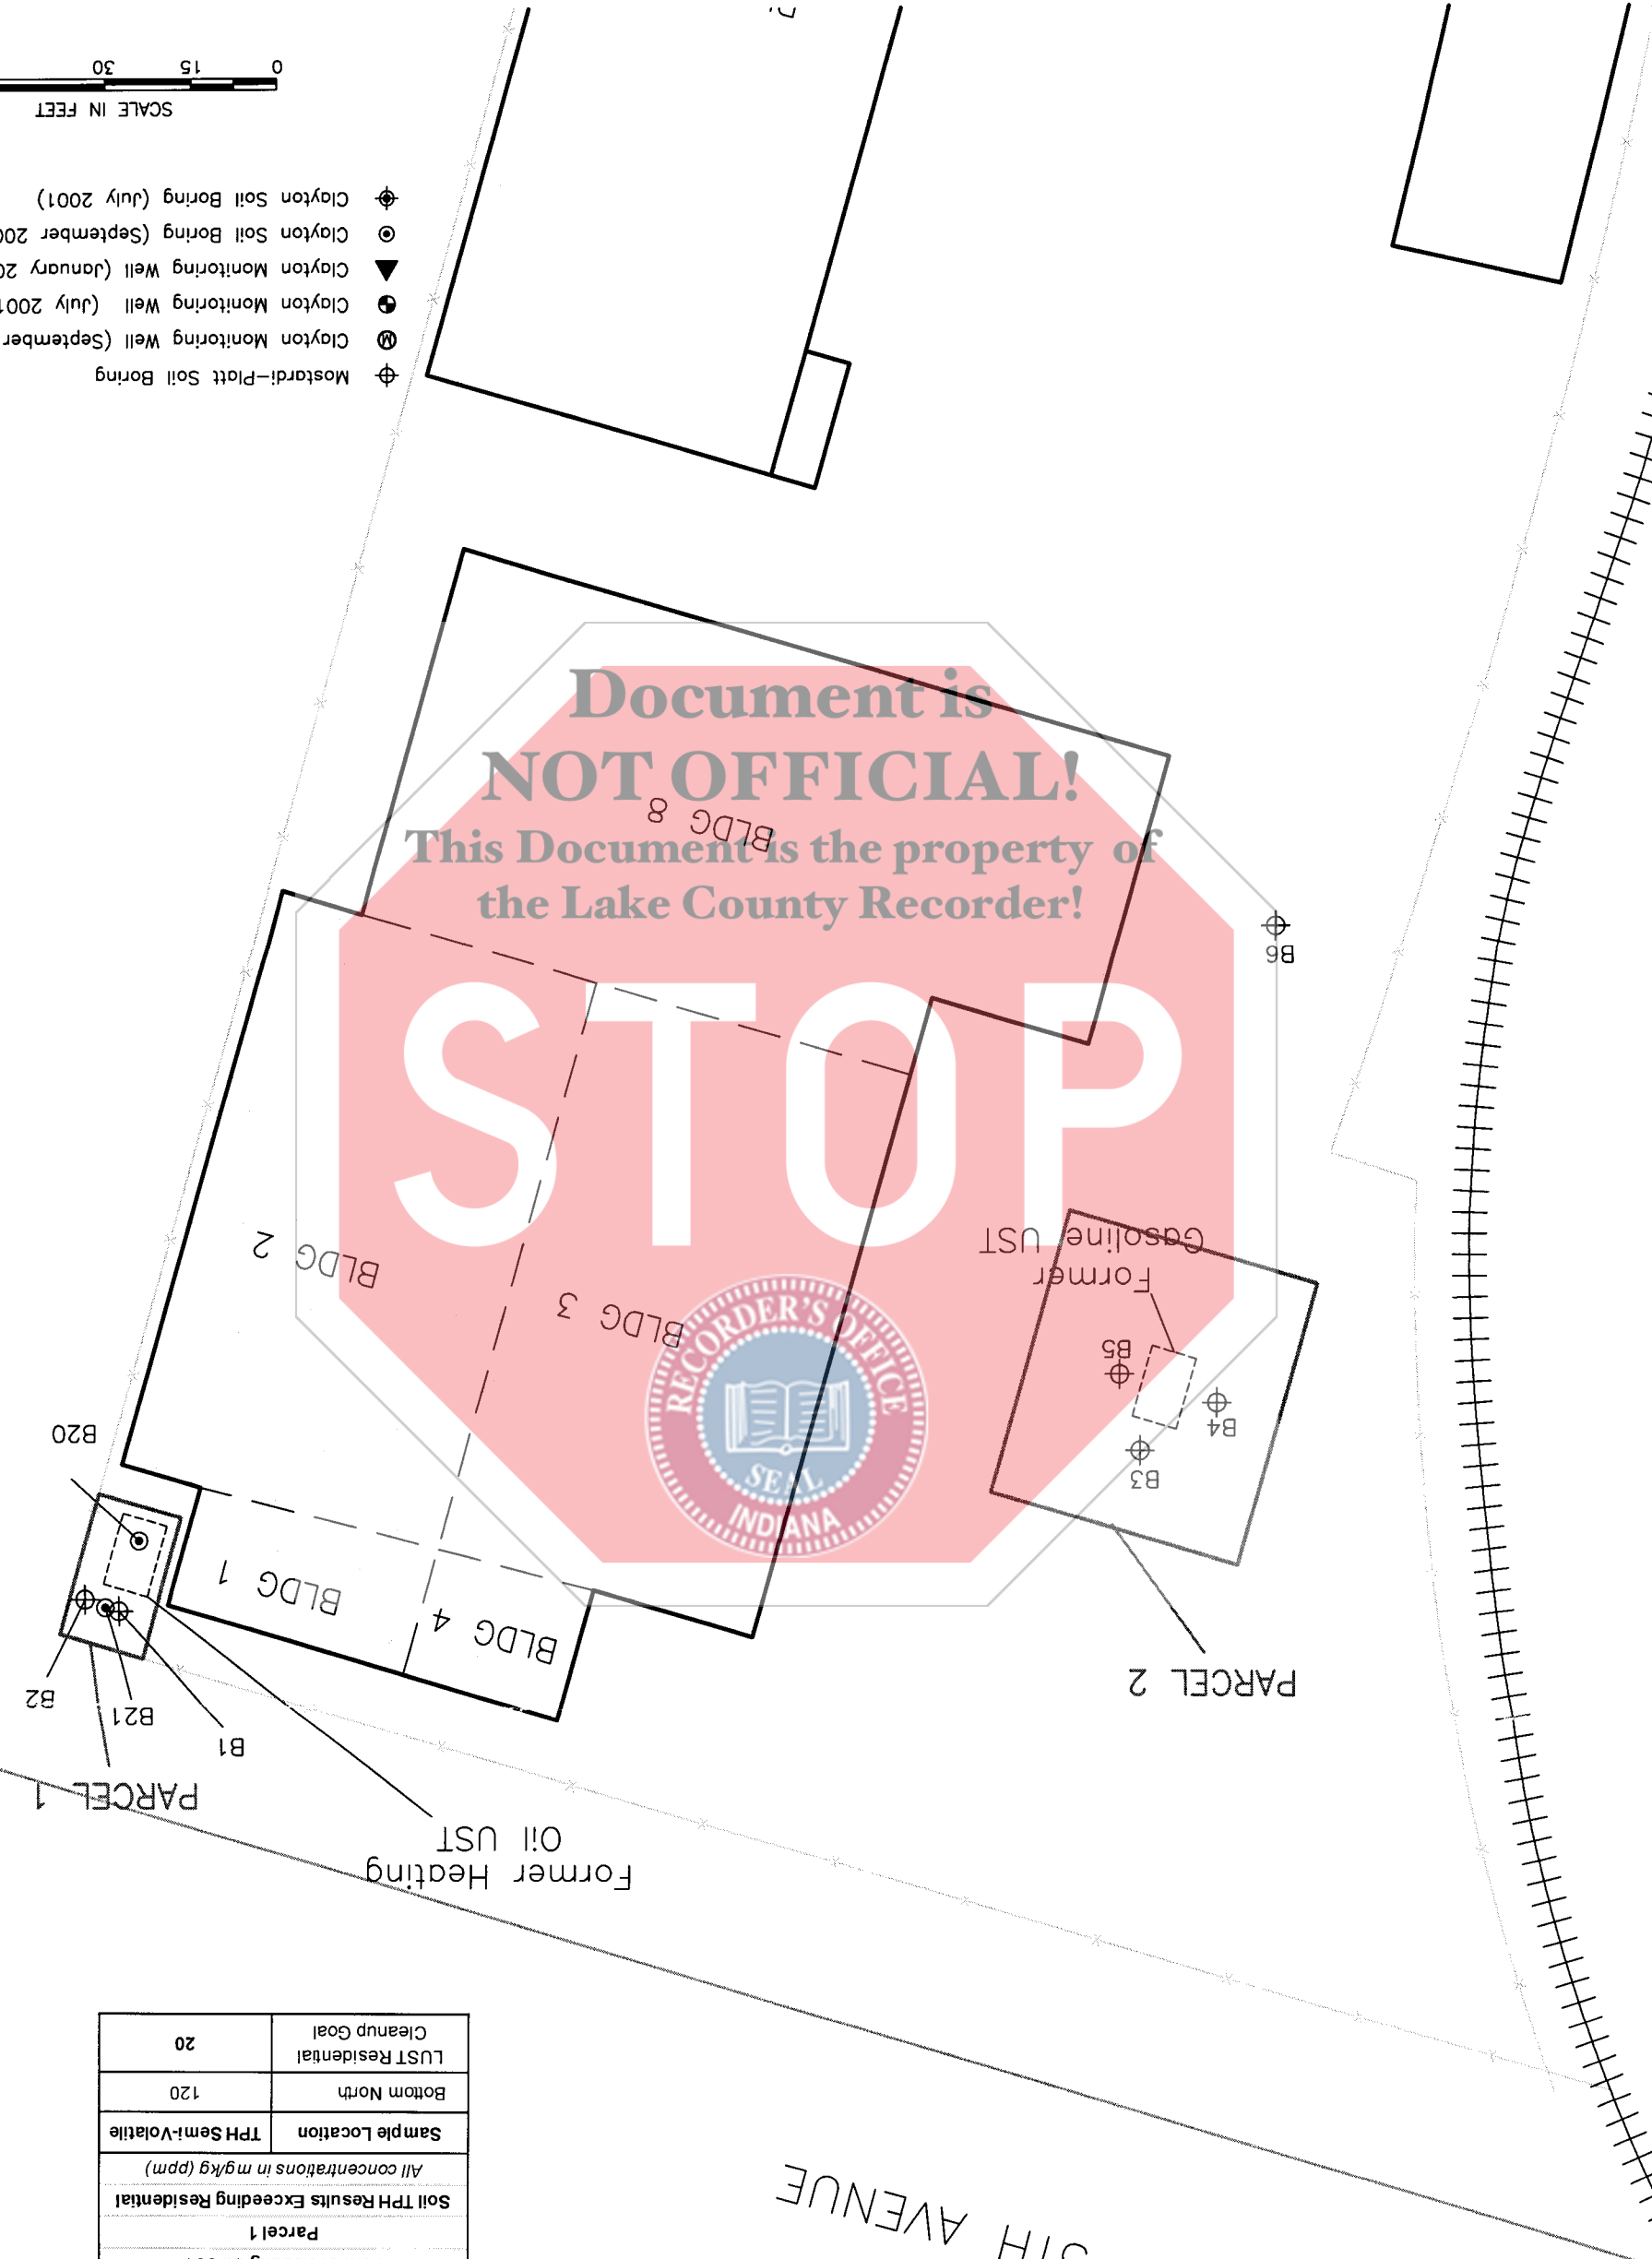 5TH AVENUE
Parcel 1
Soil TPH Results Exceeding Residential
All concentrations in mg/kg (ppm)
Sample Location TPH Semi-Volatile
Bottom North 120
LUST Residential
Cleanup Goal 20
Former Heating
Oil UST
PARCEL 1
B1
B21
B2
B20
PARCEL 2
BLDG 4
BLDG 1
B3
B4
B5
Former
Gasoline UST
BLDG 3
BLDG 2
B6
BLDG 8
Mostardi-Platt Soil Boring
M Clayton Monitoring Well (September
Clayton Monitoring Well (July 2001
Clayton Monitoring Well (January 20
Clayton Soil Boring (September 200
Clayton Soil Boring (July 2001)
SCALE IN FEET
0 15 30
Document is
NOT OFFICIAL!
This Document is the property of
the Lake County Recorder!
STOP
RECORDER'S OFFICE
SEAL
INDIANA